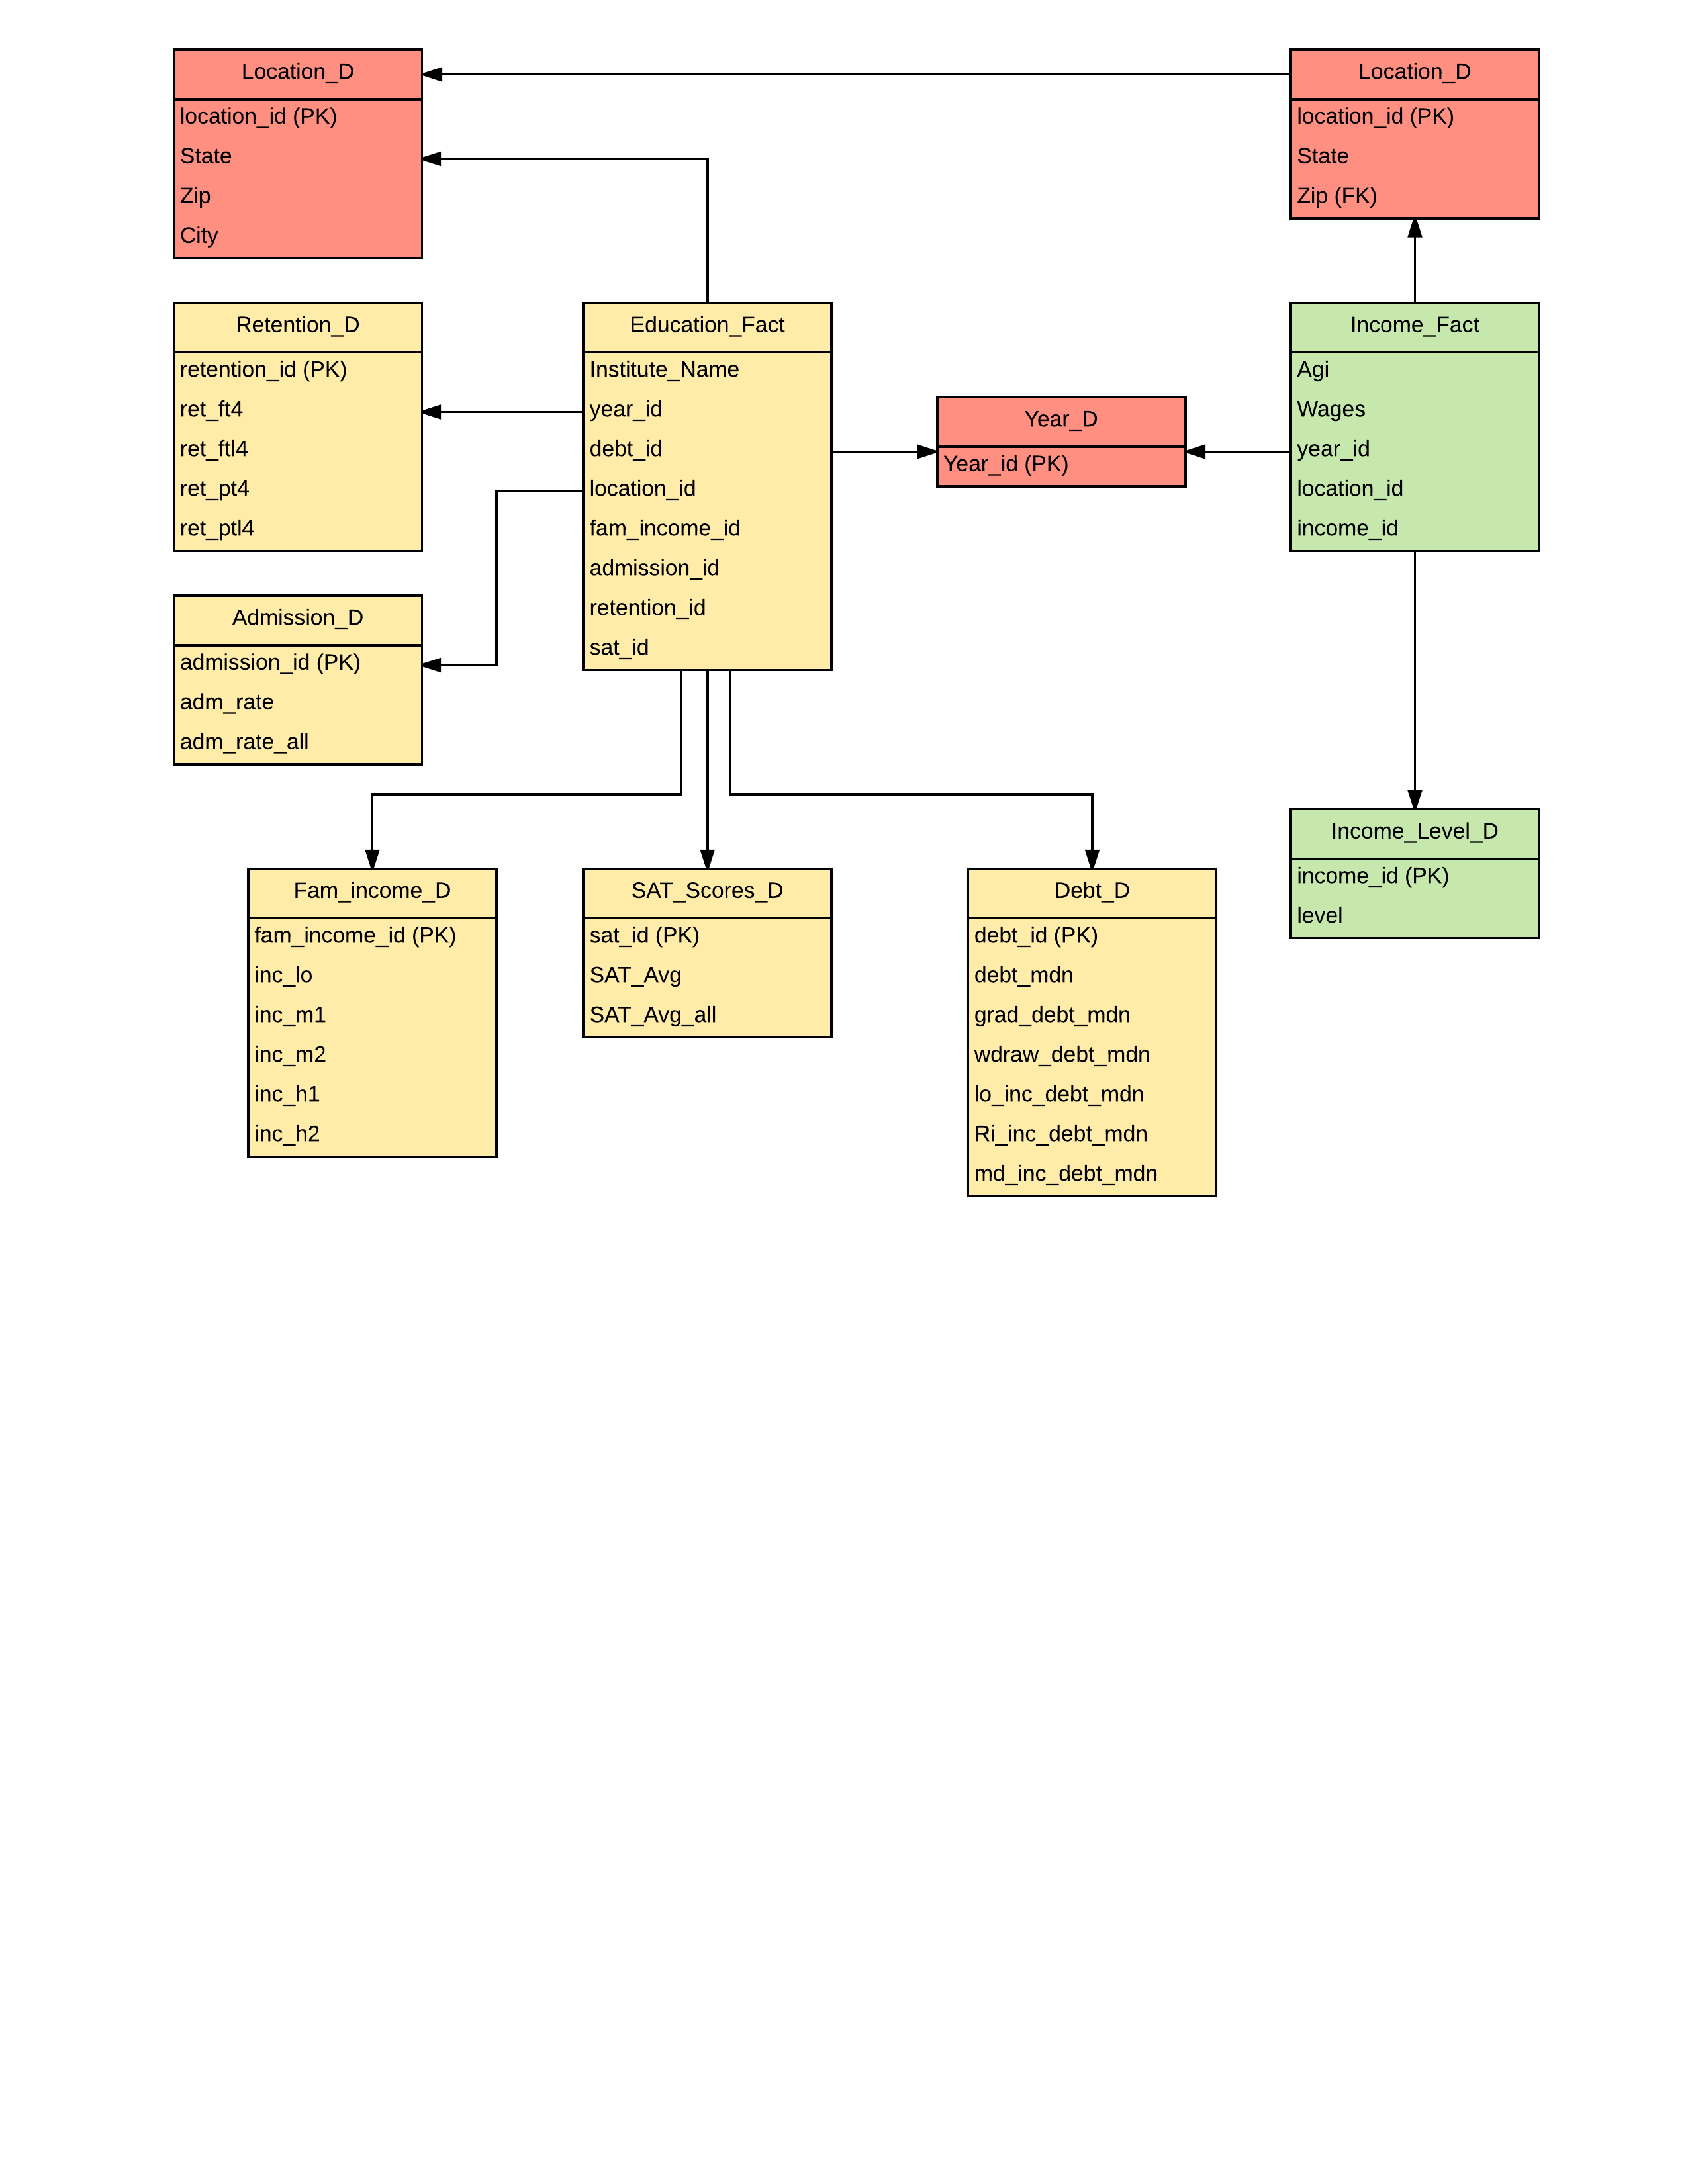 Location_D
location_id (PK)
State
Zip
City
Location_D
location_id (PK)
State
Zip (FK)
Retention_D
retention_id (PK)
ret_ft4
ret_ftl4
ret_pt4
ret_ptl4
Education_Fact
Institute_Name
year_id
debt_id
location_id
fam_income_id
admission_id
retention_id
sat_id
Year_D
Year_id (PK)
Income_Fact
Agi
Wages
year_id
location_id
income_id
Admission_D
admission_id (PK)
adm_rate
adm_rate_all
Fam_income_D
fam_income_id (PK)
inc_lo
inc_m1
inc_m2
inc_h1
inc_h2
SAT_Scores_D
sat_id (PK)
SAT_Avg
SAT_Avg_all
Debt_D
debt_id (PK)
debt_mdn
grad_debt_mdn
wdraw_debt_mdn
lo_inc_debt_mdn
Ri_inc_debt_mdn
md_inc_debt_mdn
Income_Level_D
income_id (PK)
level